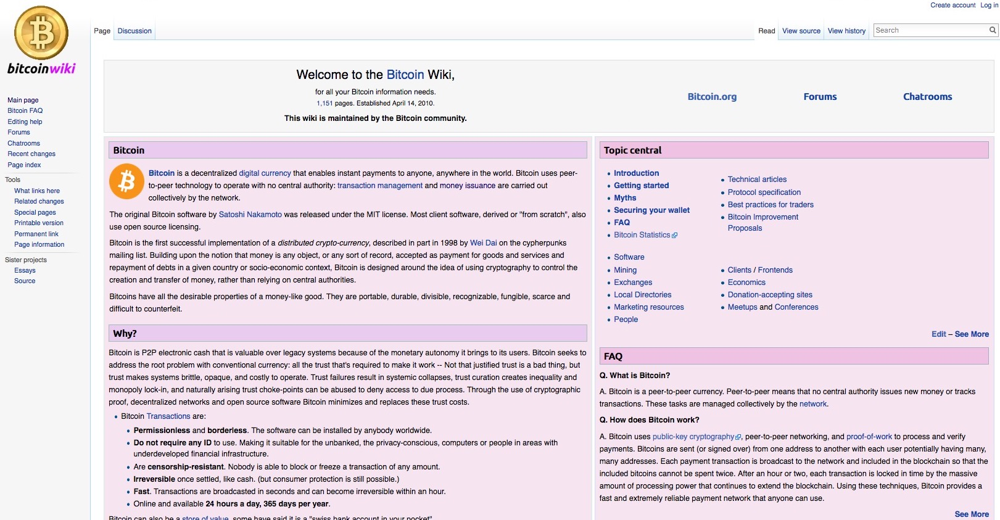 Create account Log in
bitcoinwiki
Page Discussion
Read View source View history Search
Main page
Bitcoin FAQ
Editing help
Forums
Chatrooms
Recent changes
Page index
Tools
What links here
Related changes
Special pages
Printable version
Permanent link
Page information
Sister projects
Essays
Source
Welcome to the Bitcoin Wiki,
for all your Bitcoin information needs.
1,151 pages. Established April 14, 2010.
This wiki is maintained by the Bitcoin community.
Bitcoin.org Forums Chatrooms
Bitcoin
Bitcoin is a decentralized digital currency that enables instant payments to anyone, anywhere in the world. Bitcoin uses peer-
to-peer technology to operate with no central authority: transaction management and money issuance are carried out
collectively by the network.
The original Bitcoin software by Satoshi Nakamoto was released under the MIT license. Most client software, derived or "from scratch", also
use open source licensing.
Bitcoin is the first successful implementation of a distributed crypto-currency, described in part in 1998 by Wei Dai on the cypherpunks
mailing list. Building upon the notion that money is any object, or any sort of record, accepted as payment for goods and services and
repayment of debts in a given country or socio-economic context, Bitcoin is designed around the idea of using cryptography to control the
creation and transfer of money, rather than relying on central authorities.
Bitcoins have all the desirable properties of a money-like good. They are portable, durable, divisible, recognizable, fungible, scarce and
difficult to counterfeit.
Why?
Bitcoin is P2P electronic cash that is valuable over legacy systems because of the monetary autonomy it brings to its users. Bitcoin seeks to
address the root problem with conventional currency: all the trust that's required to make it work -- Not that justified trust is a bad thing, but
trust makes systems brittle, opaque, and costly to operate. Trust failures result in systemic collapses, trust curation creates inequality and
monopoly lock-in, and naturally arising trust choke-points can be abused to deny access to due process. Through the use of cryptographic
proof, decentralized networks and open source software Bitcoin minimizes and replaces these trust costs.
Bitcoin Transactions are:
Permissionless and borderless. The software can be installed by anybody worldwide.
Do not require any ID to use. Making it suitable for the unbanked, the privacy-conscious, computers or people in areas with
underdeveloped financial infrastructure.
Are censorship-resistant. Nobody is able to block or freeze a transaction of any amount.
Irreversible once settled, like cash. (but consumer protection is still possible.)
Fast. Transactions are broadcasted in seconds and can become irreversible within an hour.
Online and available 24 hours a day, 365 days per year.
Bitcoin can also be a store of value, some have said it is a "swiss bank account in your pocket"
Topic central
Introduction
Getting started
Myths
Securing your wallet
FAQ
Bitcoin Statistics
Technical articles
Protocol specification
Best practices for traders
Bitcoin Improvement
Proposals
Software
Mining
Exchanges
Local Directories
Marketing resources
People
Clients / Frontends
Economics
Donation-accepting sites
Meetups and Conferences
Edit – See More
FAQ
Q. What is Bitcoin?
A. Bitcoin is a peer-to-peer currency. Peer-to-peer means that no central authority issues new money or tracks
transactions. These tasks are managed collectively by the network.
Q. How does Bitcoin work?
A. Bitcoin uses public-key cryptography, peer-to-peer networking, and proof-of-work to process and verify
payments. Bitcoins are sent (or signed over) from one address to another with each user potentially having many,
many addresses. Each payment transaction is broadcast to the network and included in the blockchain so that the
included bitcoins cannot be spent twice. After an hour or two, each transaction is locked in time by the massive
amount of processing power that continues to extend the blockchain. Using these techniques, Bitcoin provides a
fast and extremely reliable payment network that anyone can use.
See More